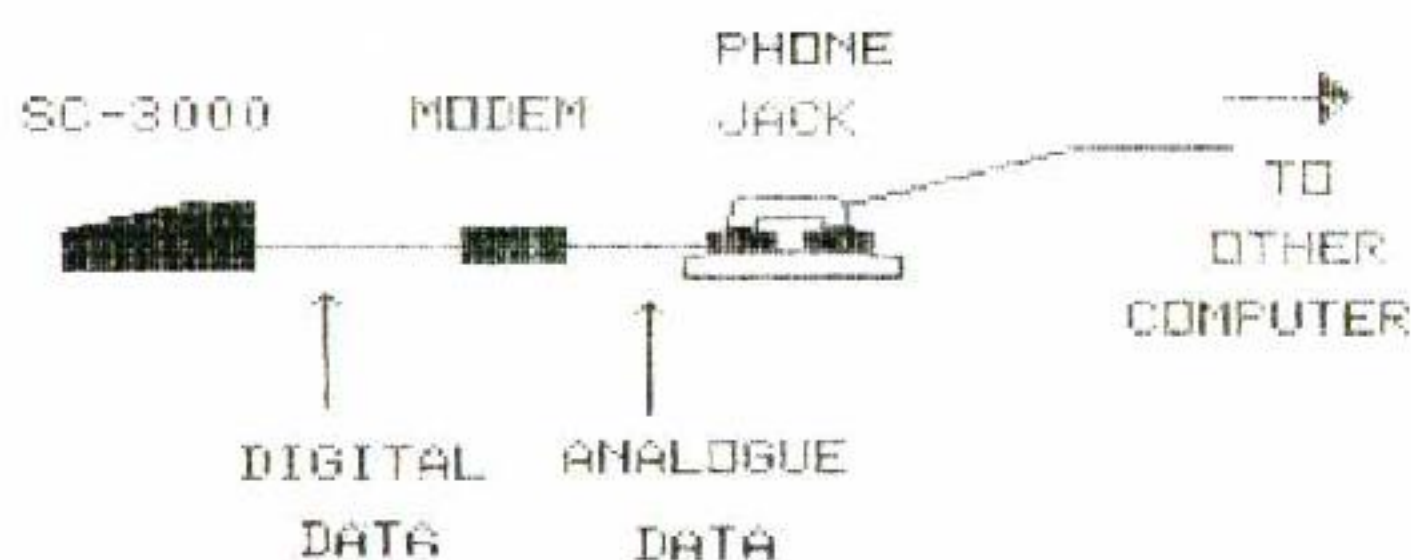 PHONE
SC-3000 MODEM JACK
TO
OTHER
COMPUTER
DIGITAL ANALOGUE
DATA DATA